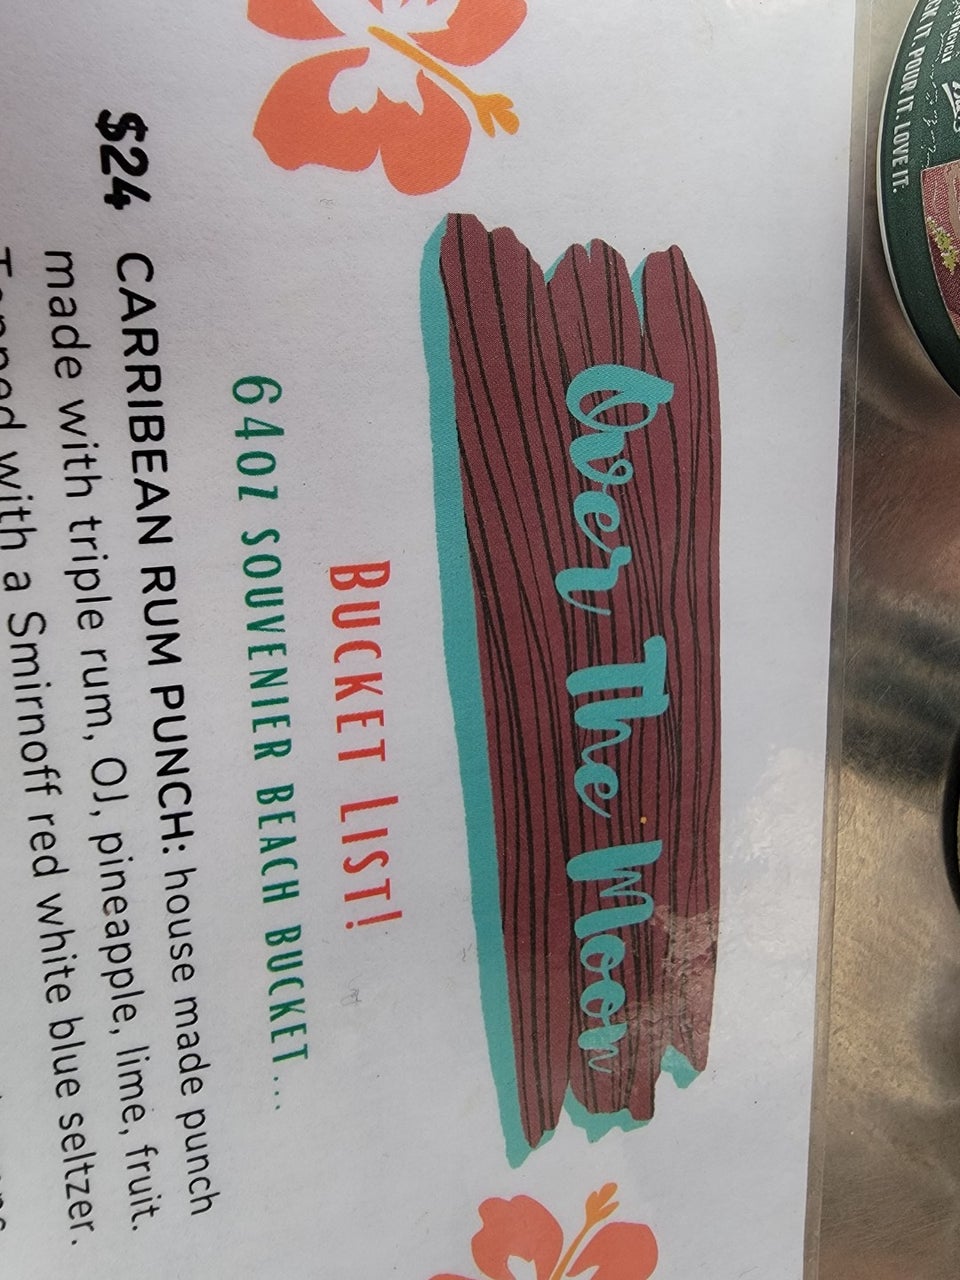 Over The Moon
BUCKET LIST!
64OZ SOUVENIER BEACH BUCKET...
$24 CARRIBEAN RUM PUNCH: house made punch
made with triple rum, OJ, pineapple, lime, fruit.
Topped with a Smirnoff red white blue seltzer.
IT. POUR IT. LOVE IT.